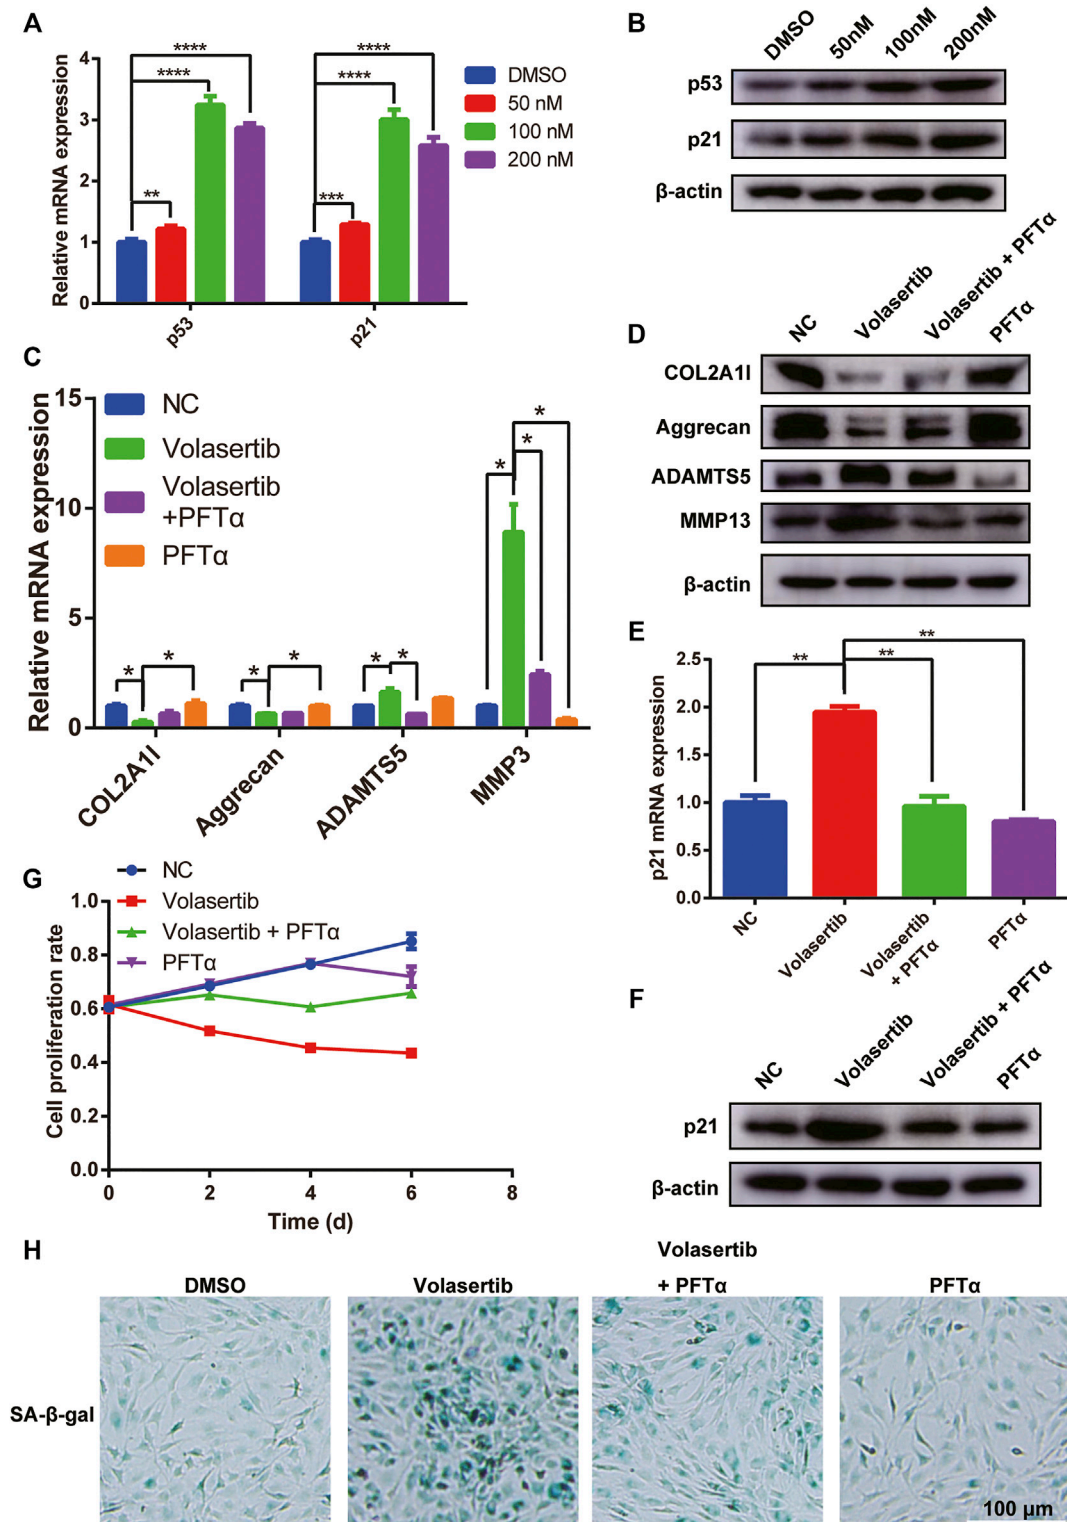 A
Relative mRNA expression
4
3
2
1
0
****
****
**
****
****
***
p53
p21
DMSO
50 nM
100 nM
200 nM
B
DMSO
50nM
100nM
200nM
p53
p21
β-actin
C
Relative mRNA expression
15
10
5
0
NC
Volasertib
Volasertib
+PFTα
PFTα
*
*
*
*
*
*
*
*
*
COL2A1I
Aggrecan
ADAMTS5
MMP3
D
NC
Volasertib
Volasertib + PFTα
PFTα
COL2A1I
Aggrecan
ADAMTS5
MMP13
β-actin
E
p21 mRNA expression
2.5
2.0
1.5
1.0
0.5
0.0
**
**
**
NC
Volasertib
Volasertib
+ PFTα
PFTα
G
Cell proliferation rate
1.0
0.8
0.6
0.4
0.2
0.0
NC
Volasertib
Volasertib + PFTα
PFTα
0
2
4
6
8
Time (d)
F
NC
Volasertib
Volasertib + PFTα
PFTα
p21
β-actin
H
DMSO
Volasertib
Volasertib
+ PFTα
PFTα
SA-β-gal
100 μm